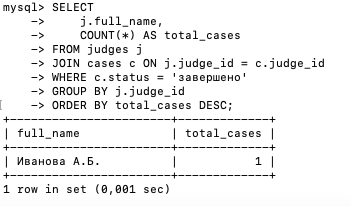 mysql> SELECT
    ->     j.full_name,
    ->     COUNT(*) AS total_cases
    -> FROM judges j
    -> JOIN cases c ON j.judge_id = c.judge_id
    -> WHERE c.status = 'завершено'
    -> GROUP BY j.judge_id
    -> ORDER BY total_cases DESC;
+--------------------+-------------+
| full_name          | total_cases |
+--------------------+-------------+
| Иванова А.Б.       |           1 |
+--------------------+-------------+
1 row in set (0,001 sec)